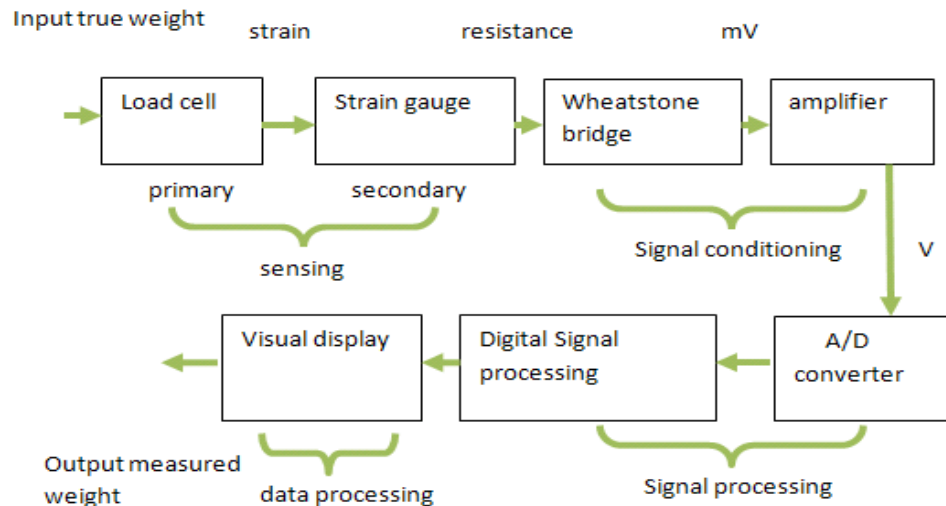 Input true weight
strain
resistance
mV
Load cell
Strain gauge
Wheatstone
bridge
amplifier
primary
secondary
sensing
Signal conditioning
V
Visual display
Digital Signal
processing
A/D
converter
Output measured
weight
data processing
Signal processing